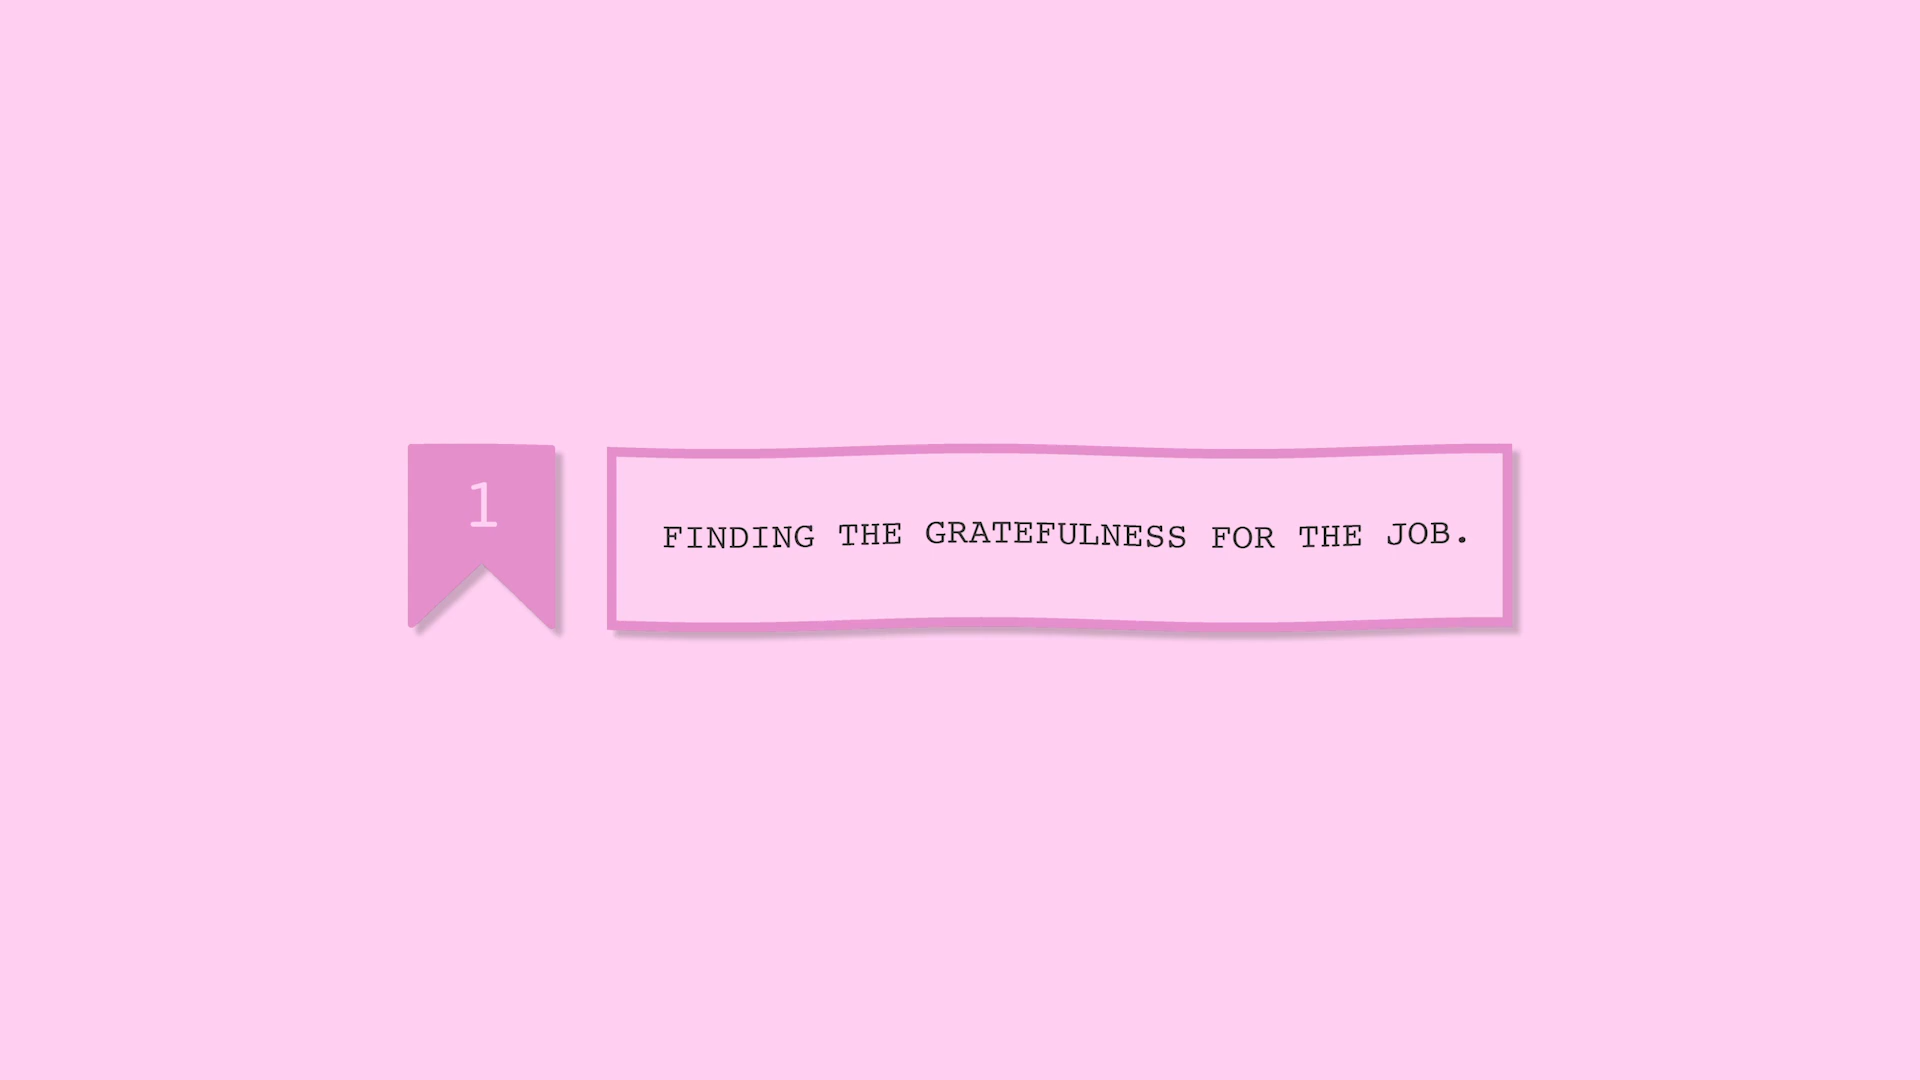 1
FINDING THE GRATEFULNESS FOR THE JOB.